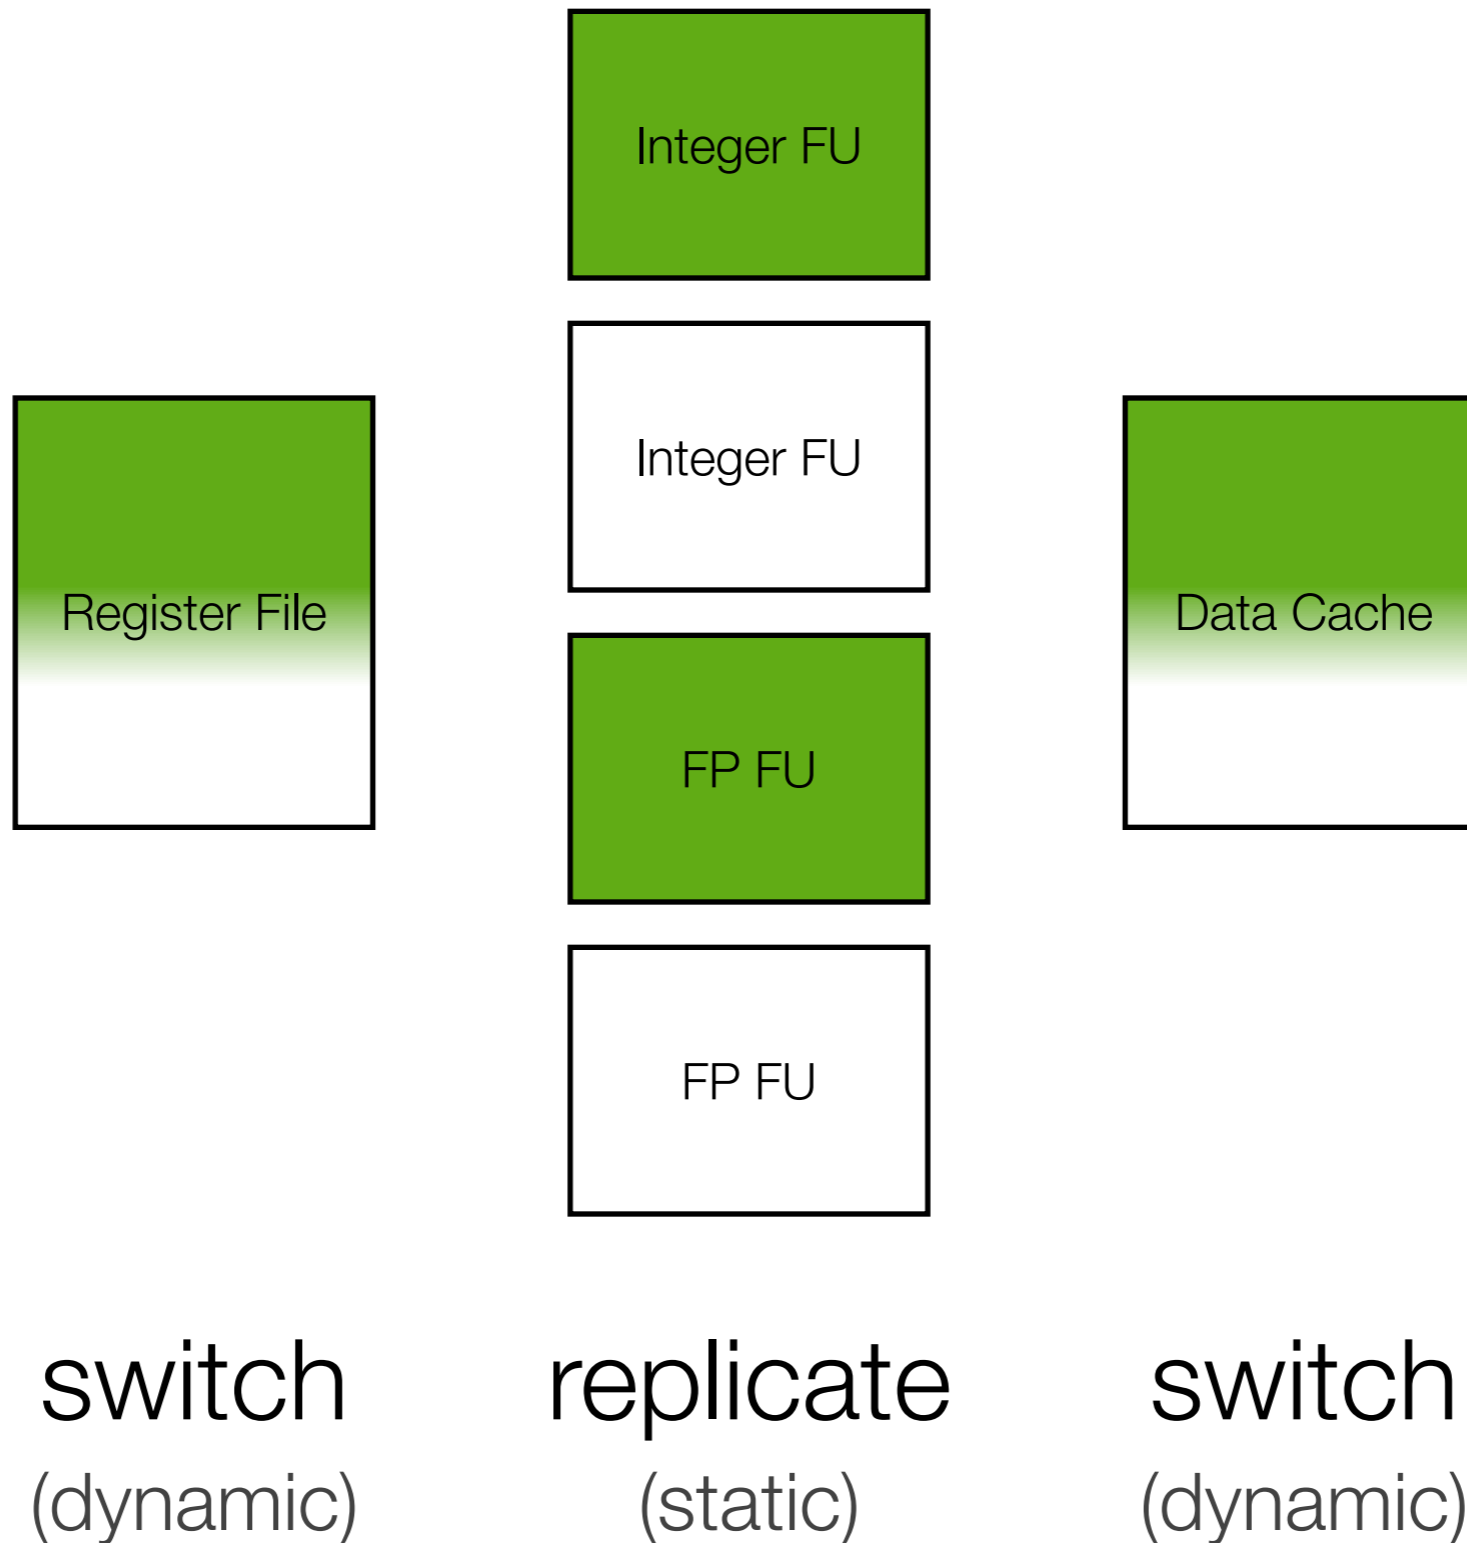 Integer FU
Integer FU
Register File
Data Cache
FP FU
FP FU
switch
replicate
switch
(dynamic)
(static)
(dynamic)